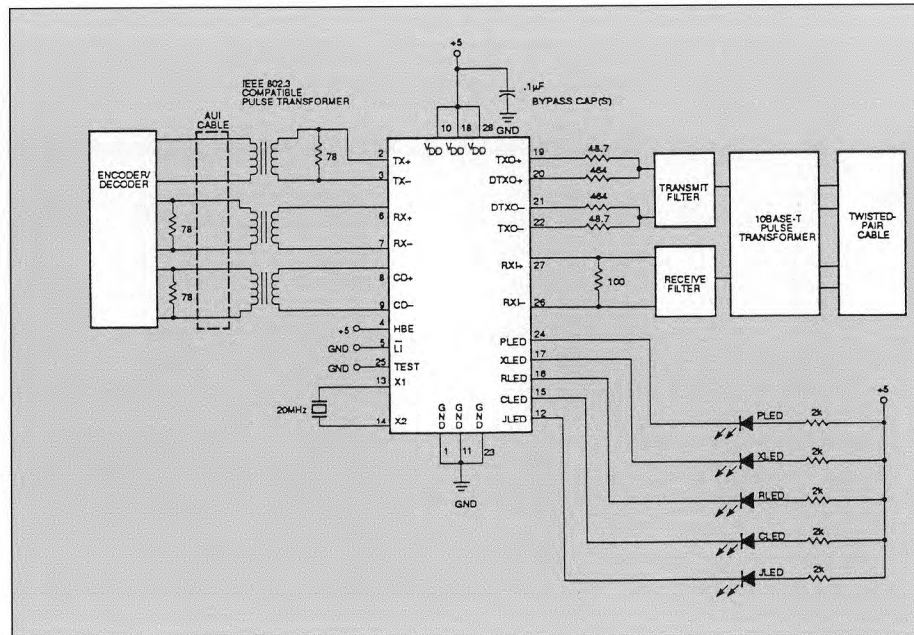 +5
.1µF
BYPASS CAP(S)
GND
IEEE 802.3
COMPATIBLE
PULSE TRANSFORMER
AUI
CABLE
ENCODER/
DECODER
78
78
78
10 18 28
VDD VDD VDD
2 TX+
3 TX-
6 RX+
7 RX-
8 CD+
9 CD-
+5 4 HBE
GND 5 LI
GND 25 TEST
13 X1
20MHz
14 X2
GND GND GND
1 11 23
GND
TXO+ 19 48.7
DTXO+ 20 464
DTXO- 21 464
TXO- 22 48.7
RXI+ 27
100
RXI- 26
PLED 24
XLED 17
RLED 16
CLED 15
JLED 12
TRANSMIT
FILTER
RECEIVE
FILTER
10BASE-T
PULSE
TRANSFORMER
TWISTED-
PAIR
CABLE
+5
PLED 2k
XLED 2k
RLED 2k
CLED 2k
JLED 2k